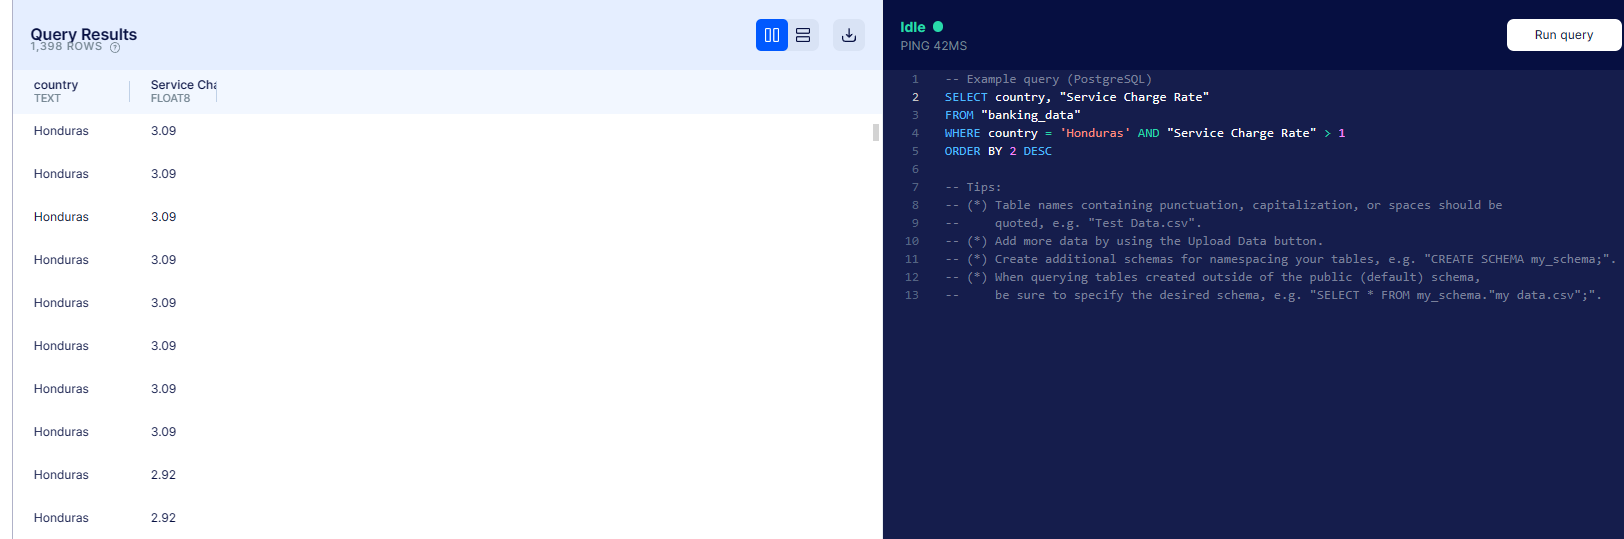 Query Results
1,398 ROWS ?
country Service Cha
TEXT FLOAT8
Honduras 3.09
Honduras 3.09
Honduras 3.09
Honduras 3.09
Honduras 3.09
Honduras 3.09
Honduras 3.09
Honduras 3.09
Honduras 2.92
Honduras 2.92
Idle
PING 42MS
Run query
1 -- Example query (PostgreSQL)
2 SELECT country, "Service Charge Rate"
3 FROM "banking_data"
4 WHERE country = 'Honduras' AND "Service Charge Rate" > 1
5 ORDER BY 2 DESC
6
7 -- Tips:
8 -- (*) Table names containing punctuation, capitalization, or spaces should be
9 -- quoted, e.g. "Test Data.csv".
10 -- (*) Add more data by using the Upload Data button.
11 -- (*) Create additional schemas for namespacing your tables, e.g. "CREATE SCHEMA my_schema;".
12 -- (*) When querying tables created outside of the public (default) schema,
13 -- be sure to specify the desired schema, e.g. "SELECT * FROM my_schema."my data.csv";".